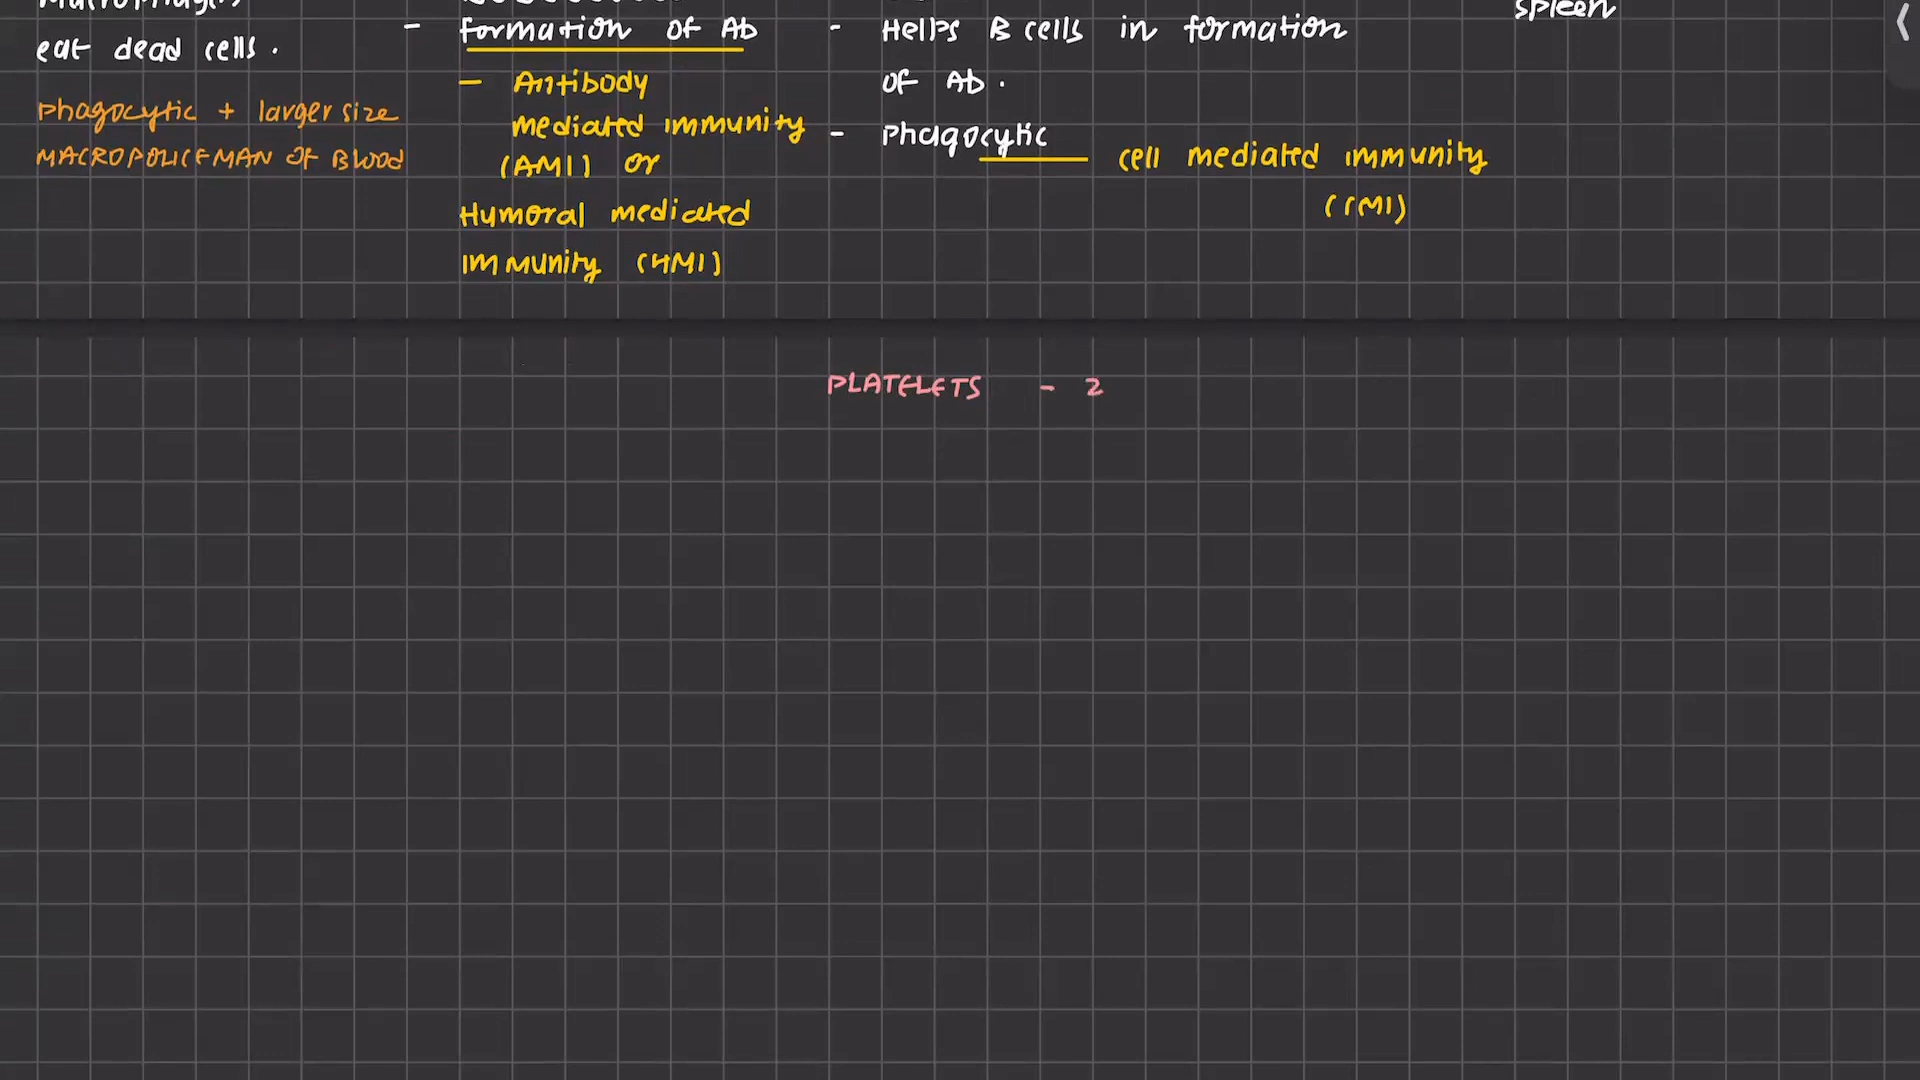 eat dead cells.
Phagocytic + larger size
MACROPOLICEMAN OF Blood
- formation of Ab
- Antibody
mediated immunity
(AMI) or
Humoral mediated
immunity (HMI)
- Helps B cells in formation
of Ab.
- Phagocytic
cell mediated immunity
(CMI)
spleen
PLATELETS - 2